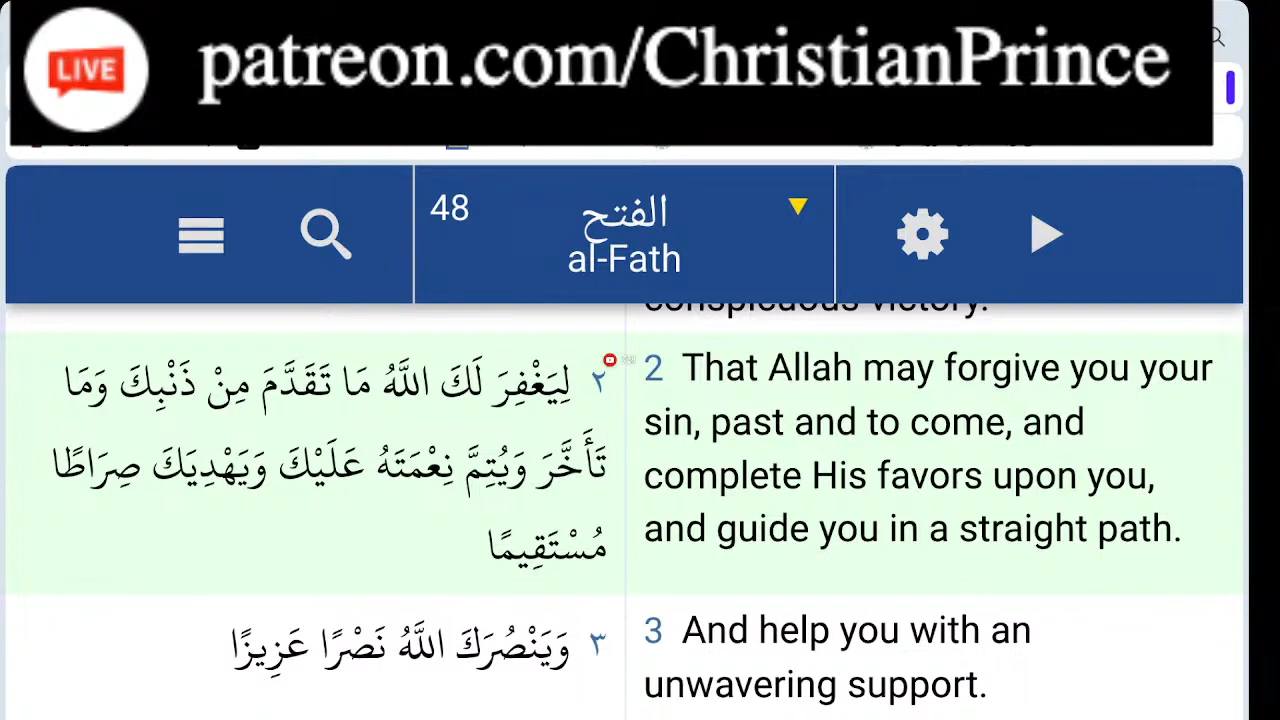 LIVE
patreon.com/ChristianPrince
48
الفتح
al-Fath
conspicuous victory.
٢ لِيَغْفِرَ لَكَ اللَّهُ مَا تَقَدَّمَ مِنْ ذَنْبِكَ وَمَا
تَأَخَّرَ وَيُتِمَّ نِعْمَتَهُ عَلَيْكَ وَيَهْدِيَكَ صِرَاطًا
مُسْتَقِيمًا
2 That Allah may forgive you your
sin, past and to come, and
complete His favors upon you,
and guide you in a straight path.
٣ وَيَنْصُرَكَ اللَّهُ نَصْرًا عَزِيزًا
3 And help you with an
unwavering support.